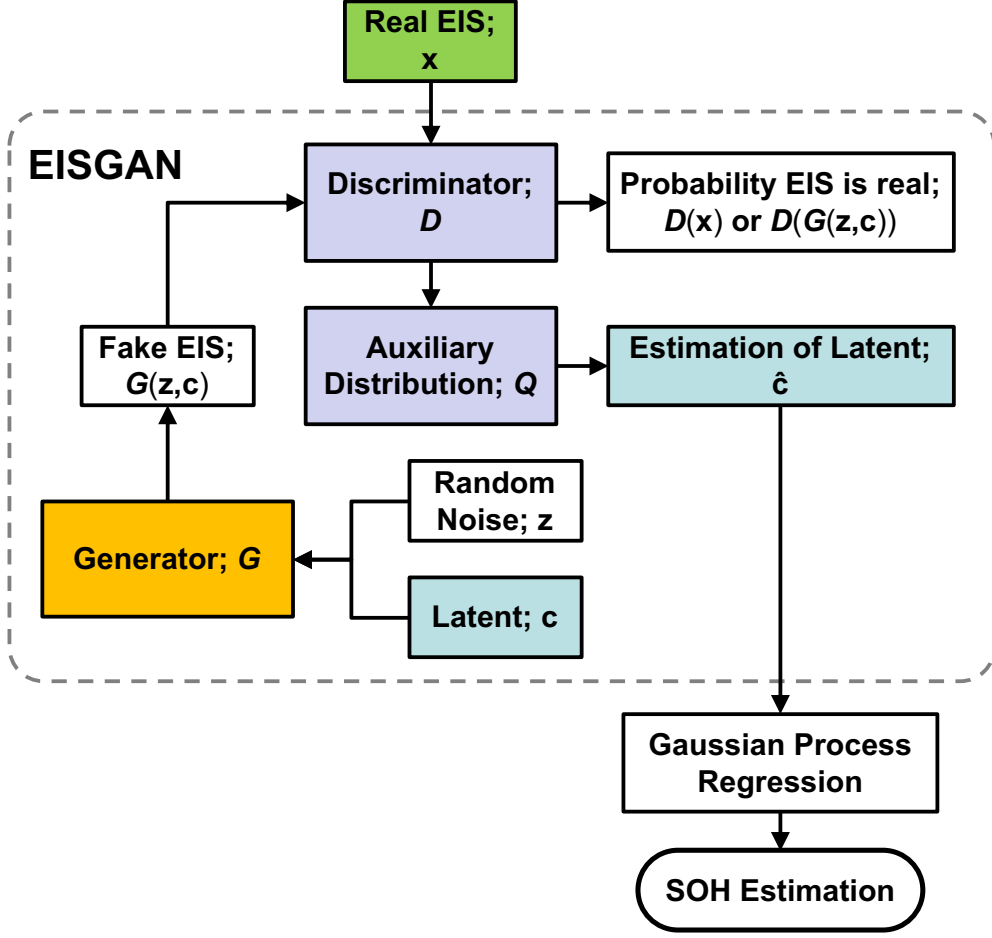 Real EIS;
x
EISGAN
Discriminator;
D
Probability EIS is real;
D(x) or D(G(z,c))
Fake EIS;
G(z,c)
Auxiliary
Distribution; Q
Estimation of Latent;
ĉ
Random
Noise; z
Generator; G
Latent; c
Gaussian Process
Regression
SOH Estimation